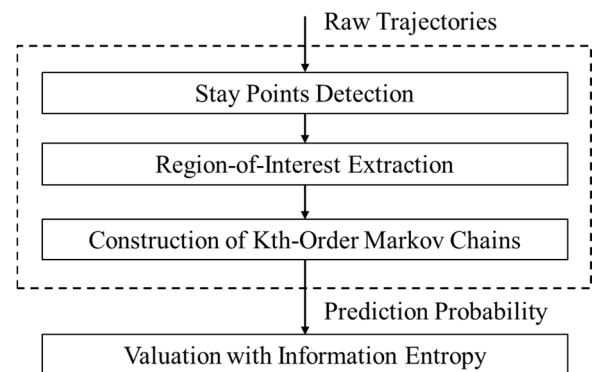 Raw Trajectories
Stay Points Detection
Region-of-Interest Extraction
Construction of Kth-Order Markov Chains
Prediction Probability
Valuation with Information Entropy